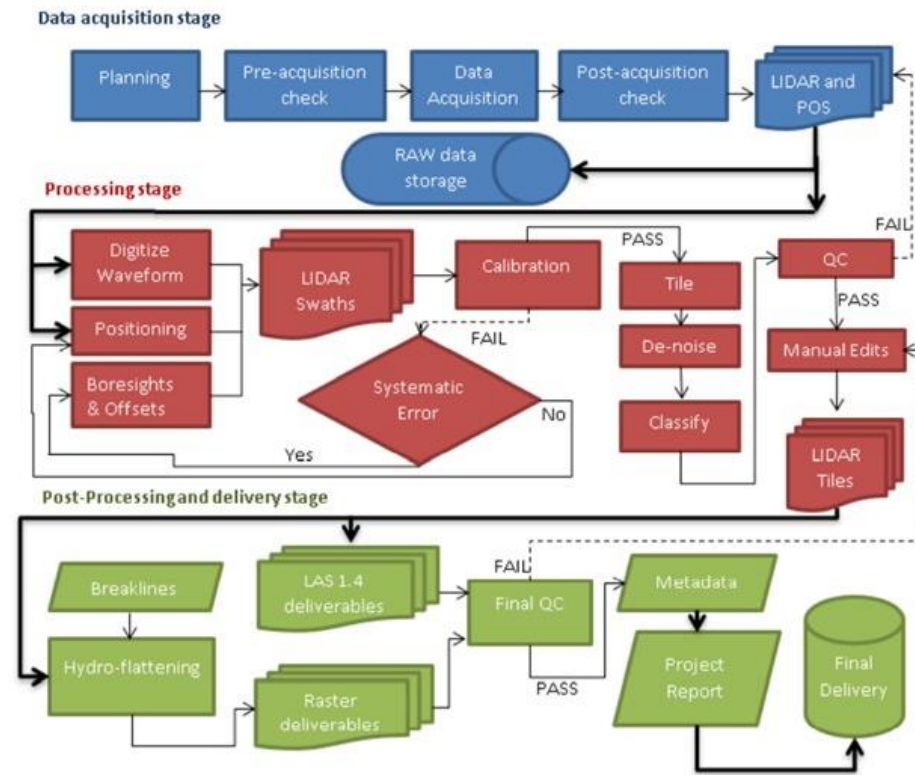 Data acquisition stage
Planning
Pre-acquisition
check
Data
Acquisition
Post-acquisition
check
LIDAR and
POS
RAW data
storage
Processing stage
FAIL
Digitize
Waveform
LIDAR
Swaths
Calibration
PASS
Tile
QC
PASS
Positioning
FAIL
De-noise
Manual Edits
Boresights
& Offsets
Systematic
Error
No
Yes
Classify
LIDAR
Tiles
Post-Processing and delivery stage
Breaklines
LAS 1.4
deliverables
FAIL
Final QC
PASS
Metadata
Hydro-flattening
Raster
deliverables
Project
Report
Final
Delivery